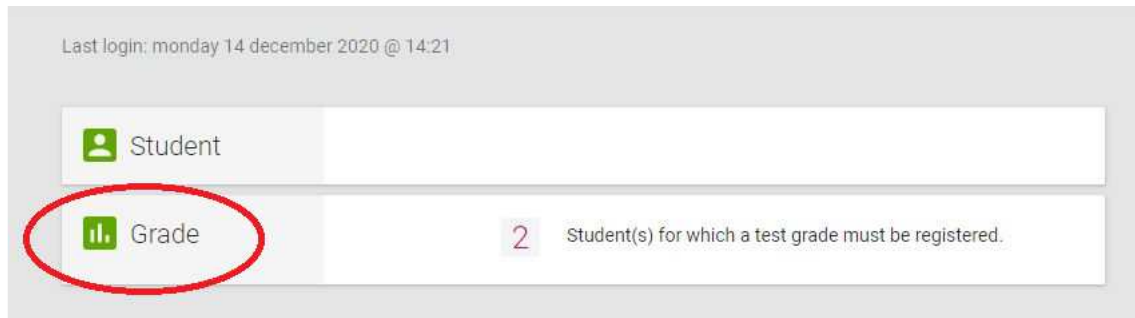 Last login: monday 14 december 2020 @ 14:21
Student
Grade
2 Student(s) for which a test grade must be registered.